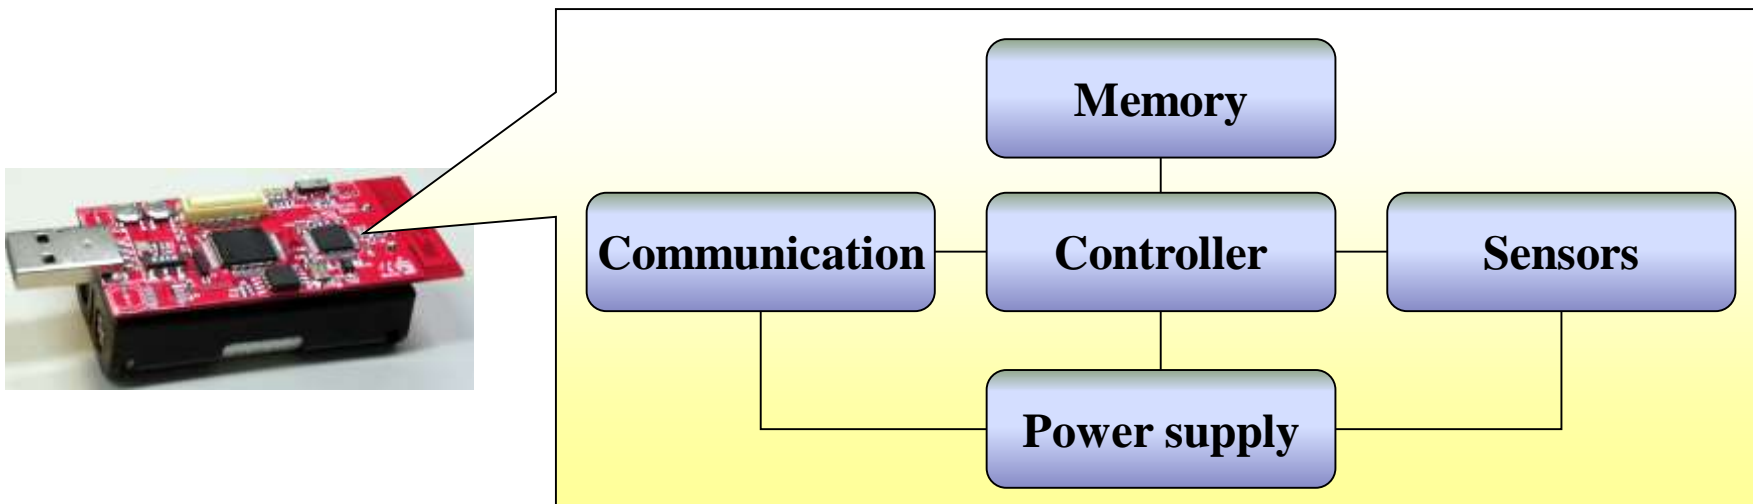 Memory
Communication
Controller
Sensors
Power supply